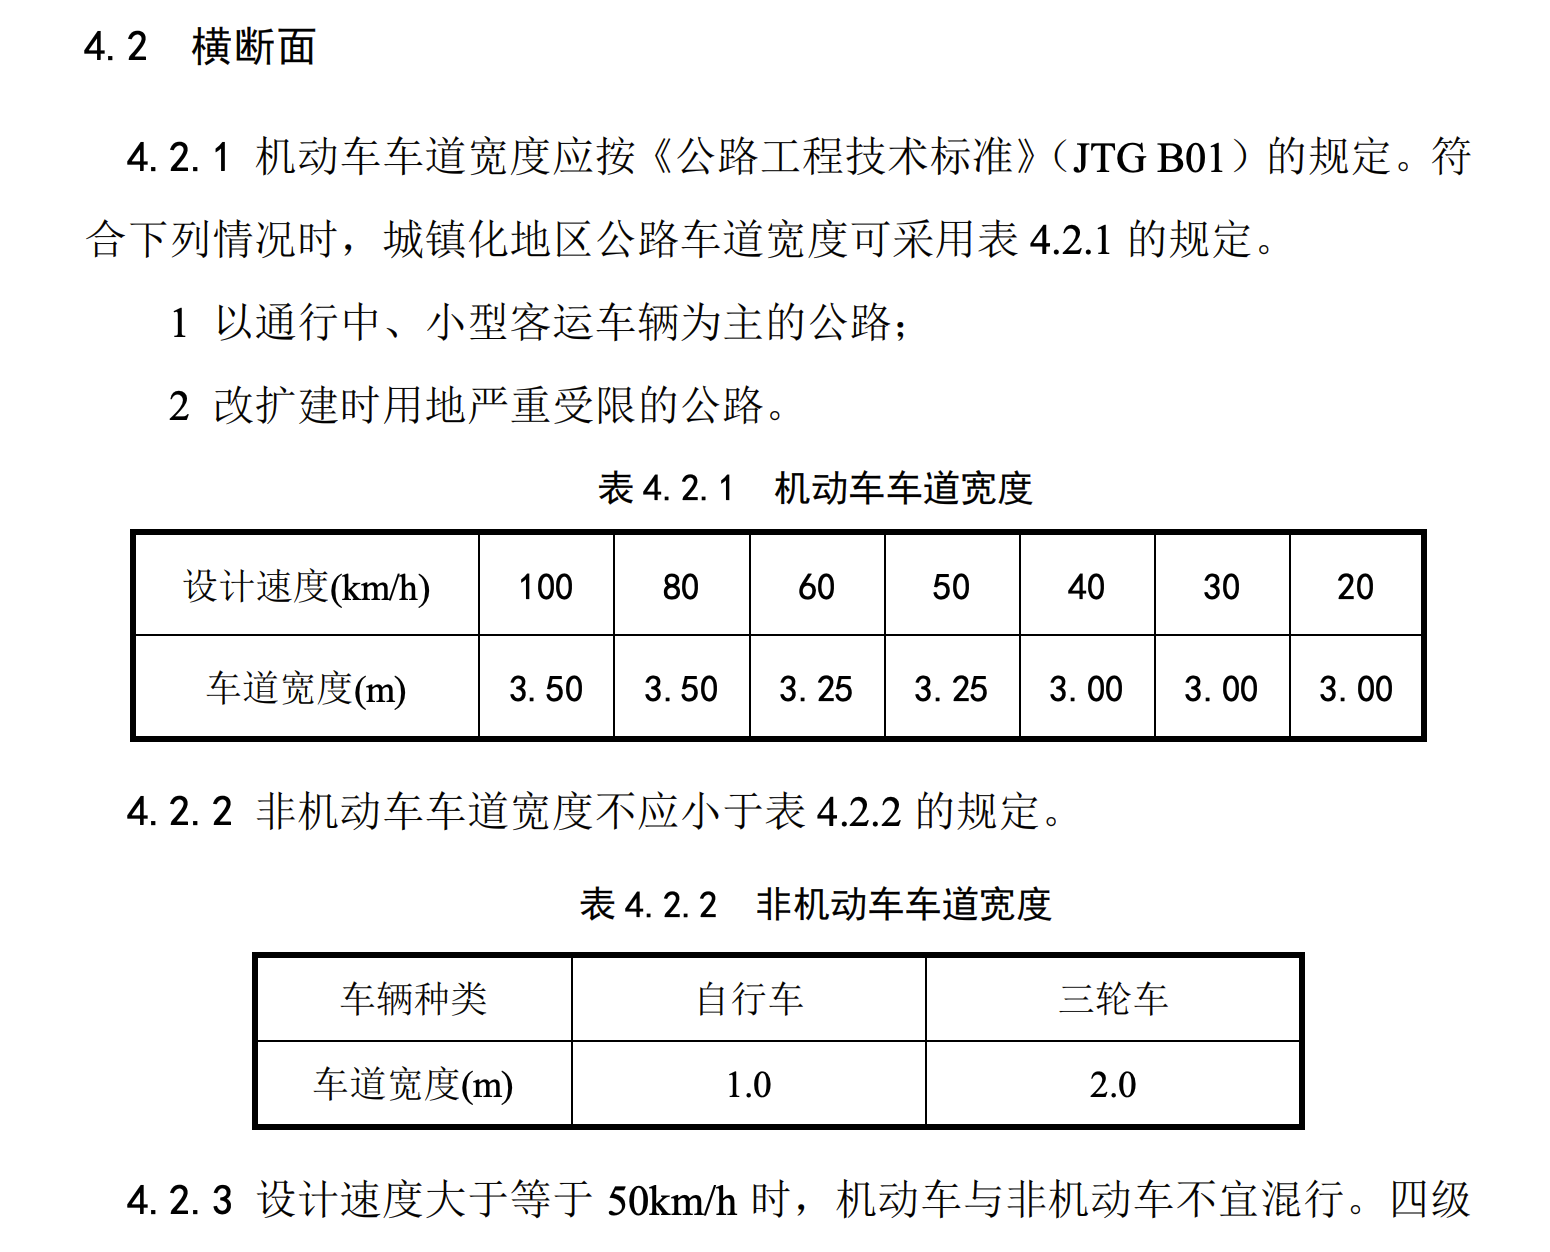 4.2 横断面
4.2.1 机动车车道宽度应按《公路工程技术标准》（JTG B01）的规定。符
合下列情况时，城镇化地区公路车道宽度可采用表 4.2.1 的规定。
1 以通行中、小型客运车辆为主的公路；
2 改扩建时用地严重受限的公路。
表 4.2.1 机动车车道宽度
设计速度(km/h) 100 80 60 50 40 30 20
车道宽度(m) 3.50 3.50 3.25 3.25 3.00 3.00 3.00
4.2.2 非机动车车道宽度不应小于表 4.2.2 的规定。
表 4.2.2 非机动车车道宽度
车辆种类 自行车 三轮车
车道宽度(m) 1.0 2.0
4.2.3 设计速度大于等于 50km/h 时，机动车与非机动车不宜混行。四级